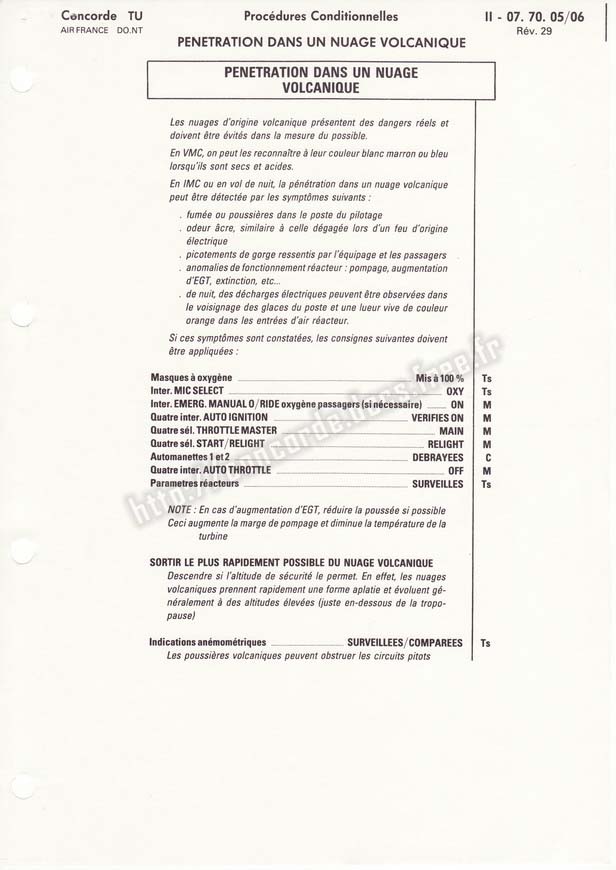 Concorde TU Procédures Conditionnelles II - 07. 70. 05/06
AIR FRANCE DO.NT Rév. 29
PENETRATION DANS UN NUAGE VOLCANIQUE
PENETRATION DANS UN NUAGE
VOLCANIQUE
Les nuages d'origine volcanique présentent des dangers réels et
doivent être évités dans la mesure du possible.
En VMC, on peut les reconnaître à leur couleur blanc marron ou bleu
lorsqu'ils sont secs et acides.
En IMC ou en vol de nuit, la pénétration dans un nuage volcanique
peut être détectée par les symptômes suivants :
. fumée ou poussières dans le poste du pilotage
. odeur âcre, similaire à celle dégagée lors d'un feu d'origine
électrique
. picotements de gorge ressentis par l'équipage et les passagers
. anomalies de fonctionnement réacteur : pompage, augmentation
d'EGT, extinction, etc...
. de nuit, des décharges électriques peuvent être observées dans
le voisignage des glaces du poste et une lueur vive de couleur
orange dans les entrées d'air réacteur.
Si ces symptômes sont constatées, les consignes suivantes doivent
être appliquées :
Masques à oxygène Mis à 100 % Ts
Inter. MIC SELECT OXY Ts
Inter. EMERG. MANUAL O/RIDE oxygène passagers (si nécessaire) ON M
Quatre inter. AUTO IGNITION VERIFIES ON M
Quatre sél. THROTTLE MASTER MAIN M
Quatre sél. START/RELIGHT RELIGHT M
Automanettes 1 et 2 DEBRAYEES C
Quatre inter. AUTO THROTTLE OFF M
Parametres réacteurs SURVEILLES Ts
NOTE : En cas d'augmentation d'EGT, réduire la poussée si possible
Ceci augmente la marge de pompage et diminue la température de la
turbine
SORTIR LE PLUS RAPIDEMENT POSSIBLE DU NUAGE VOLCANIQUE
Descendre si l'altitude de sécurité le permet. En effet, les nuages
volcaniques prennent rapidement une forme aplatie et évoluent gé-
néralement à des altitudes élevées (juste en-dessous de la tropo-
pause)
Indications anémométriques SURVEILLEES/COMPAREES Ts
Les poussières volcaniques peuvent obstruer les circuits pitots